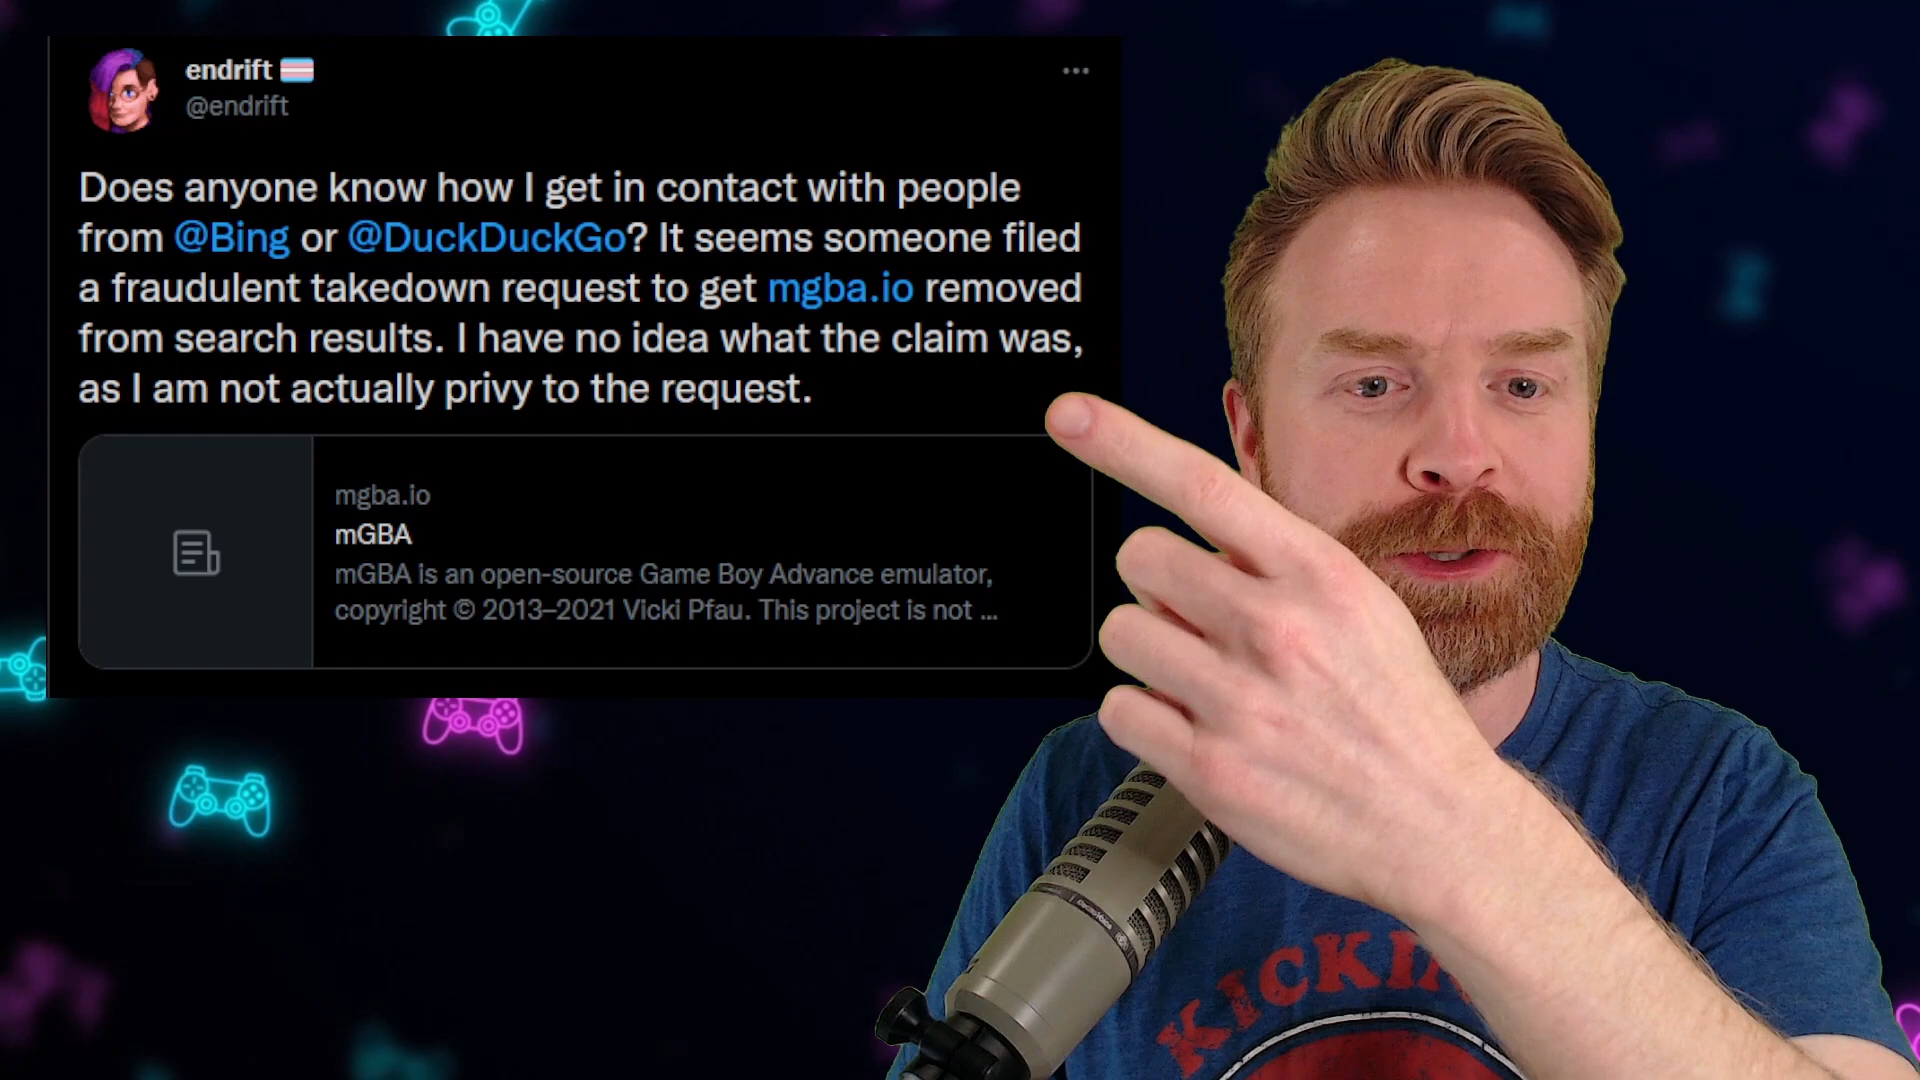 endrift
@endrift
Does anyone know how I get in contact with people
from @Bing or @DuckDuckGo? It seems someone filed
a fraudulent takedown request to get mgba.io removed
from search results. I have no idea what the claim was,
as I am not actually privy to the request.
mgba.io
mGBA
mGBA is an open-source Game Boy Advance emulator,
copyright © 2013–2021 Vicki Pfau. This project is not ...